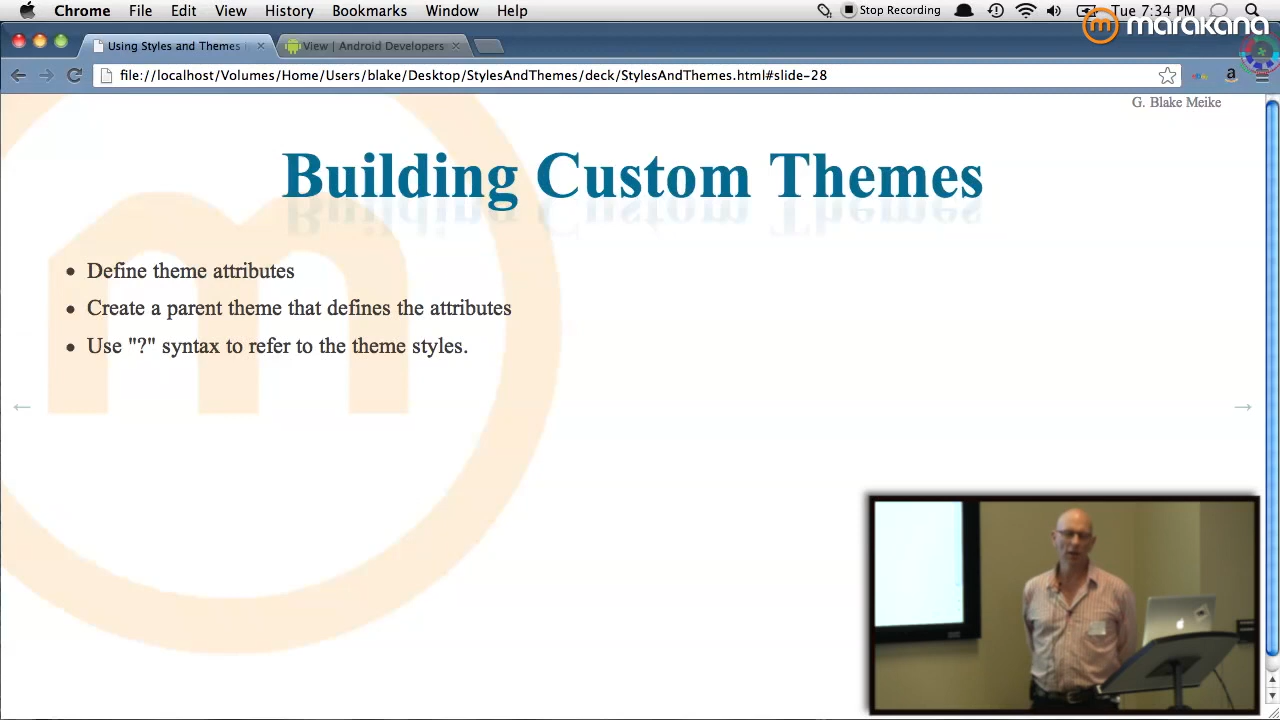 Chrome File Edit View History Bookmarks Window Help Stop Recording Tue 7:34 PM
marakana
Using Styles and Themes View | Android Developers
file://localhost/Volumes/Home/Users/blake/Desktop/StylesAndThemes/deck/StylesAndThemes.html#slide-28
G. Blake Meike
Building Custom Themes
• Define theme attributes
• Create a parent theme that defines the attributes
• Use "?" syntax to refer to the theme styles.